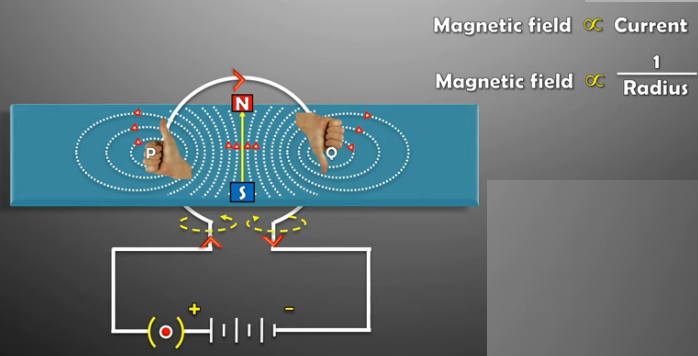 Magnetic field ∝ Current
Magnetic field ∝ 1
Radius
N
P
Q
S
+ −